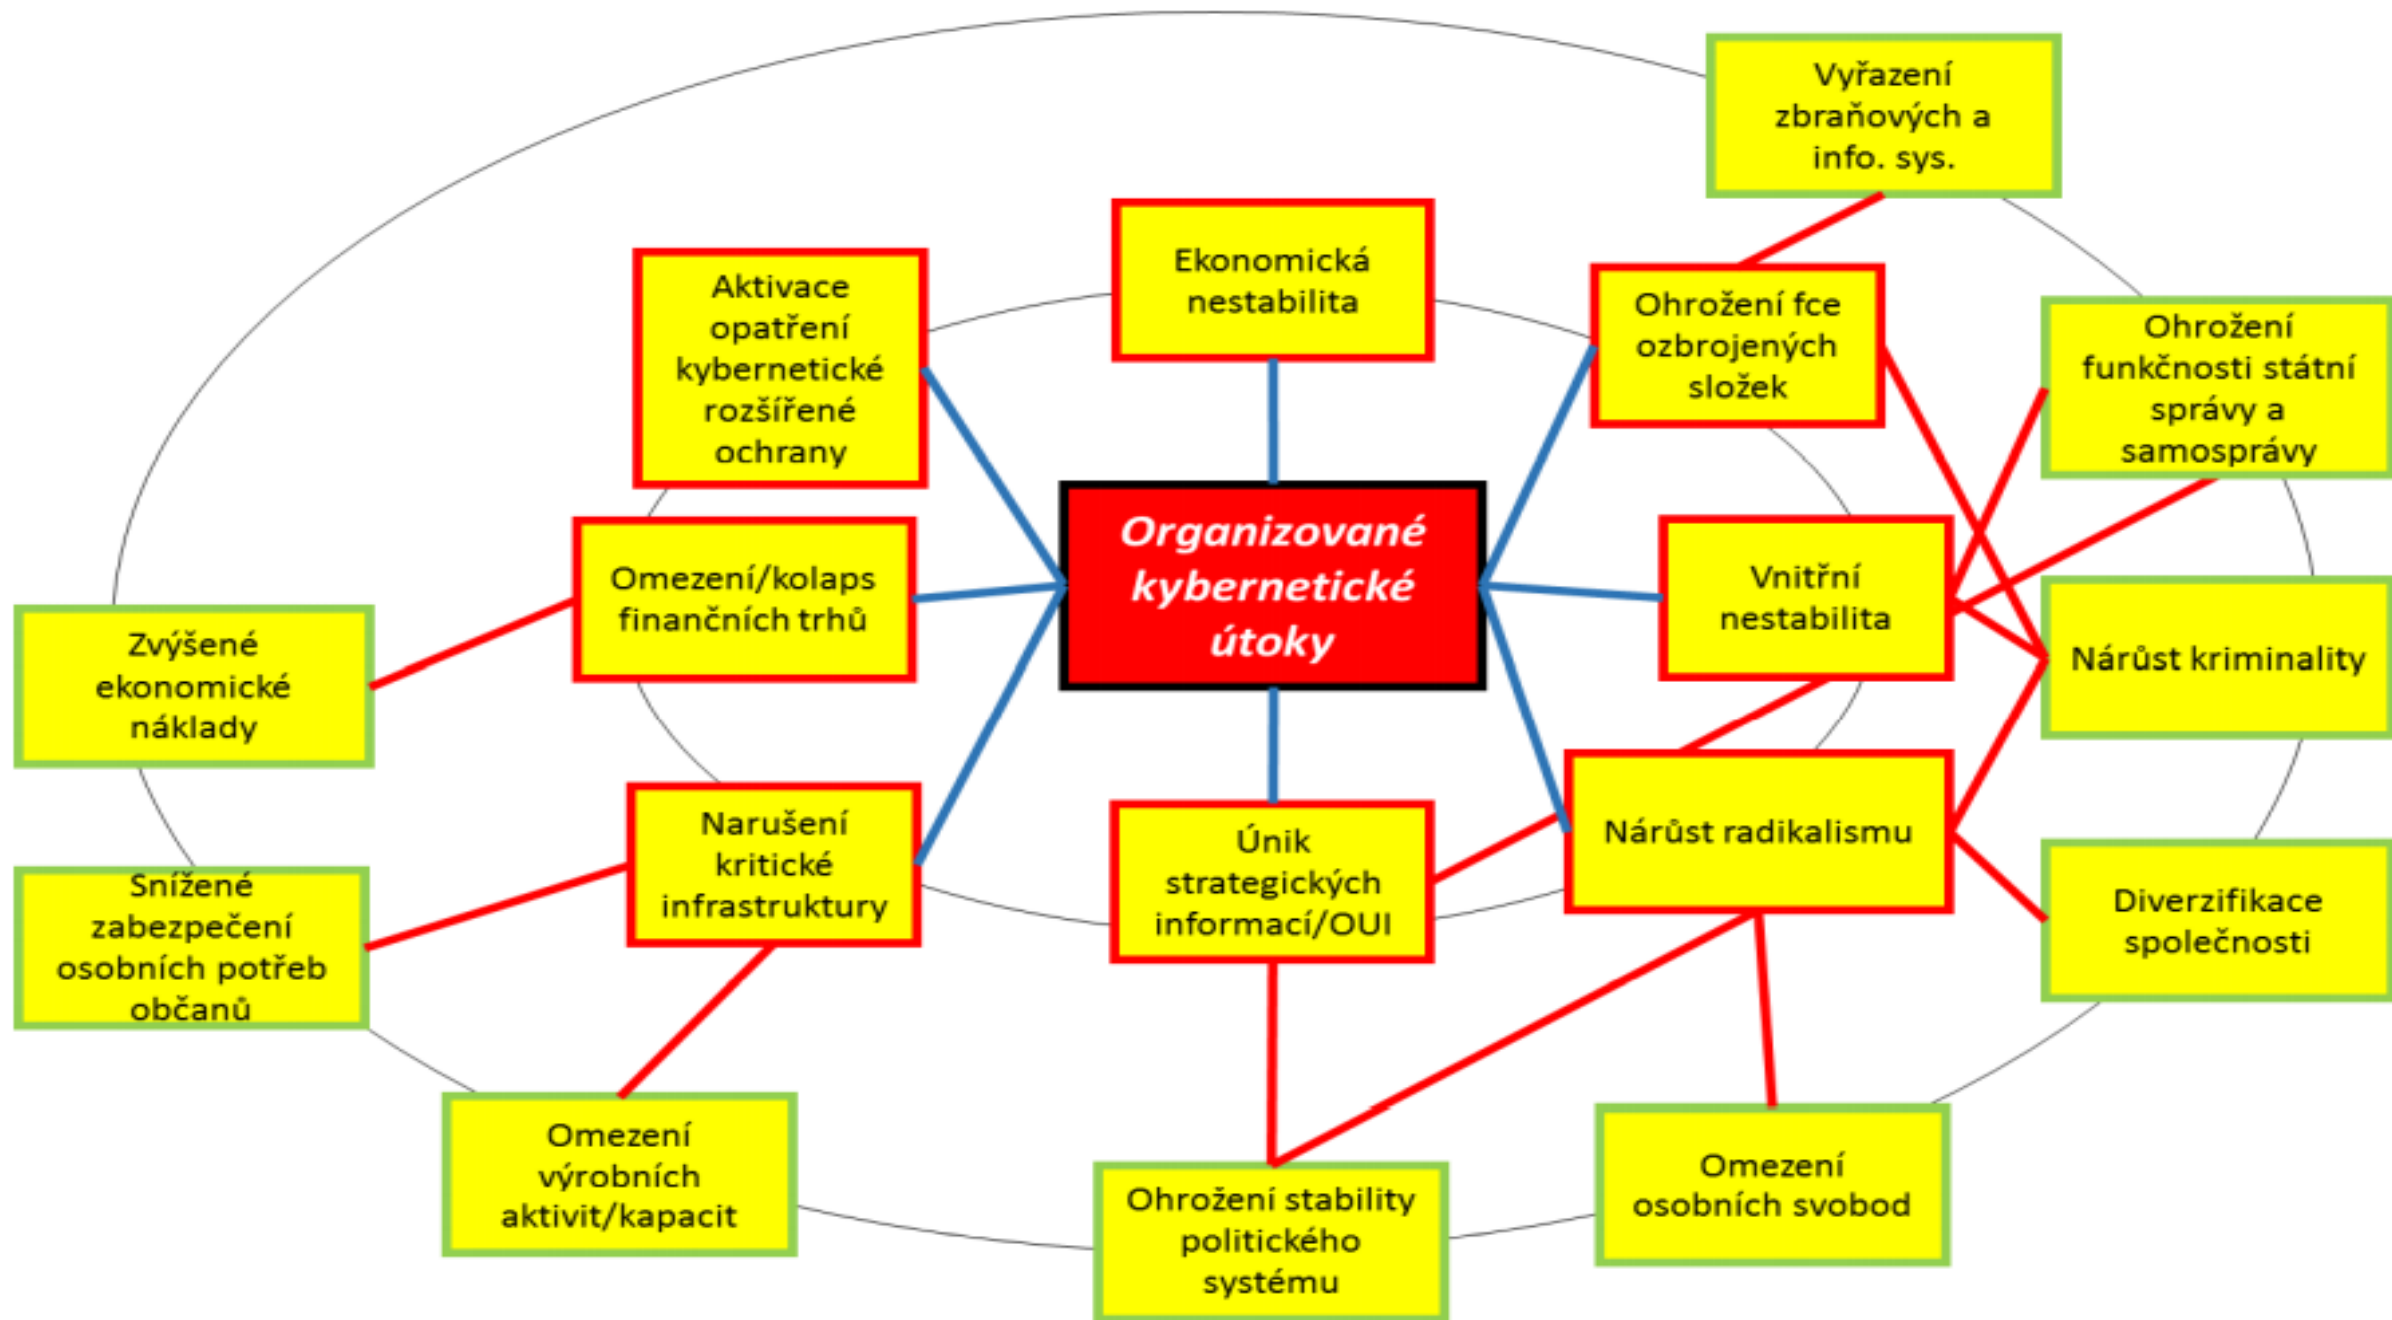 Vyřazení
zbraňových a
info. sys.
Ekonomická
nestabilita
Aktivace
opatření
kybernetické
rozšířené
ochrany
Ohrožení fce
ozbrojených
složek
Ohrožení
funkčnosti státní
správy a
samosprávy
Organizované
kybernetické
útoky
Omezení/kolaps
finančních trhů
Vnitřní
nestabilita
Zvýšené
ekonomické
náklady
Nárůst kriminality
Narušení
kritické
infrastruktury
Únik
strategických
informací/OUI
Nárůst radikalismu
Snížené
zabezpečení
osobních potřeb
občanů
Diverzifikace
společnosti
Omezení
výrobních
aktivit/kapacit
Ohrožení stability
politického
systému
Omezení
osobních svobod